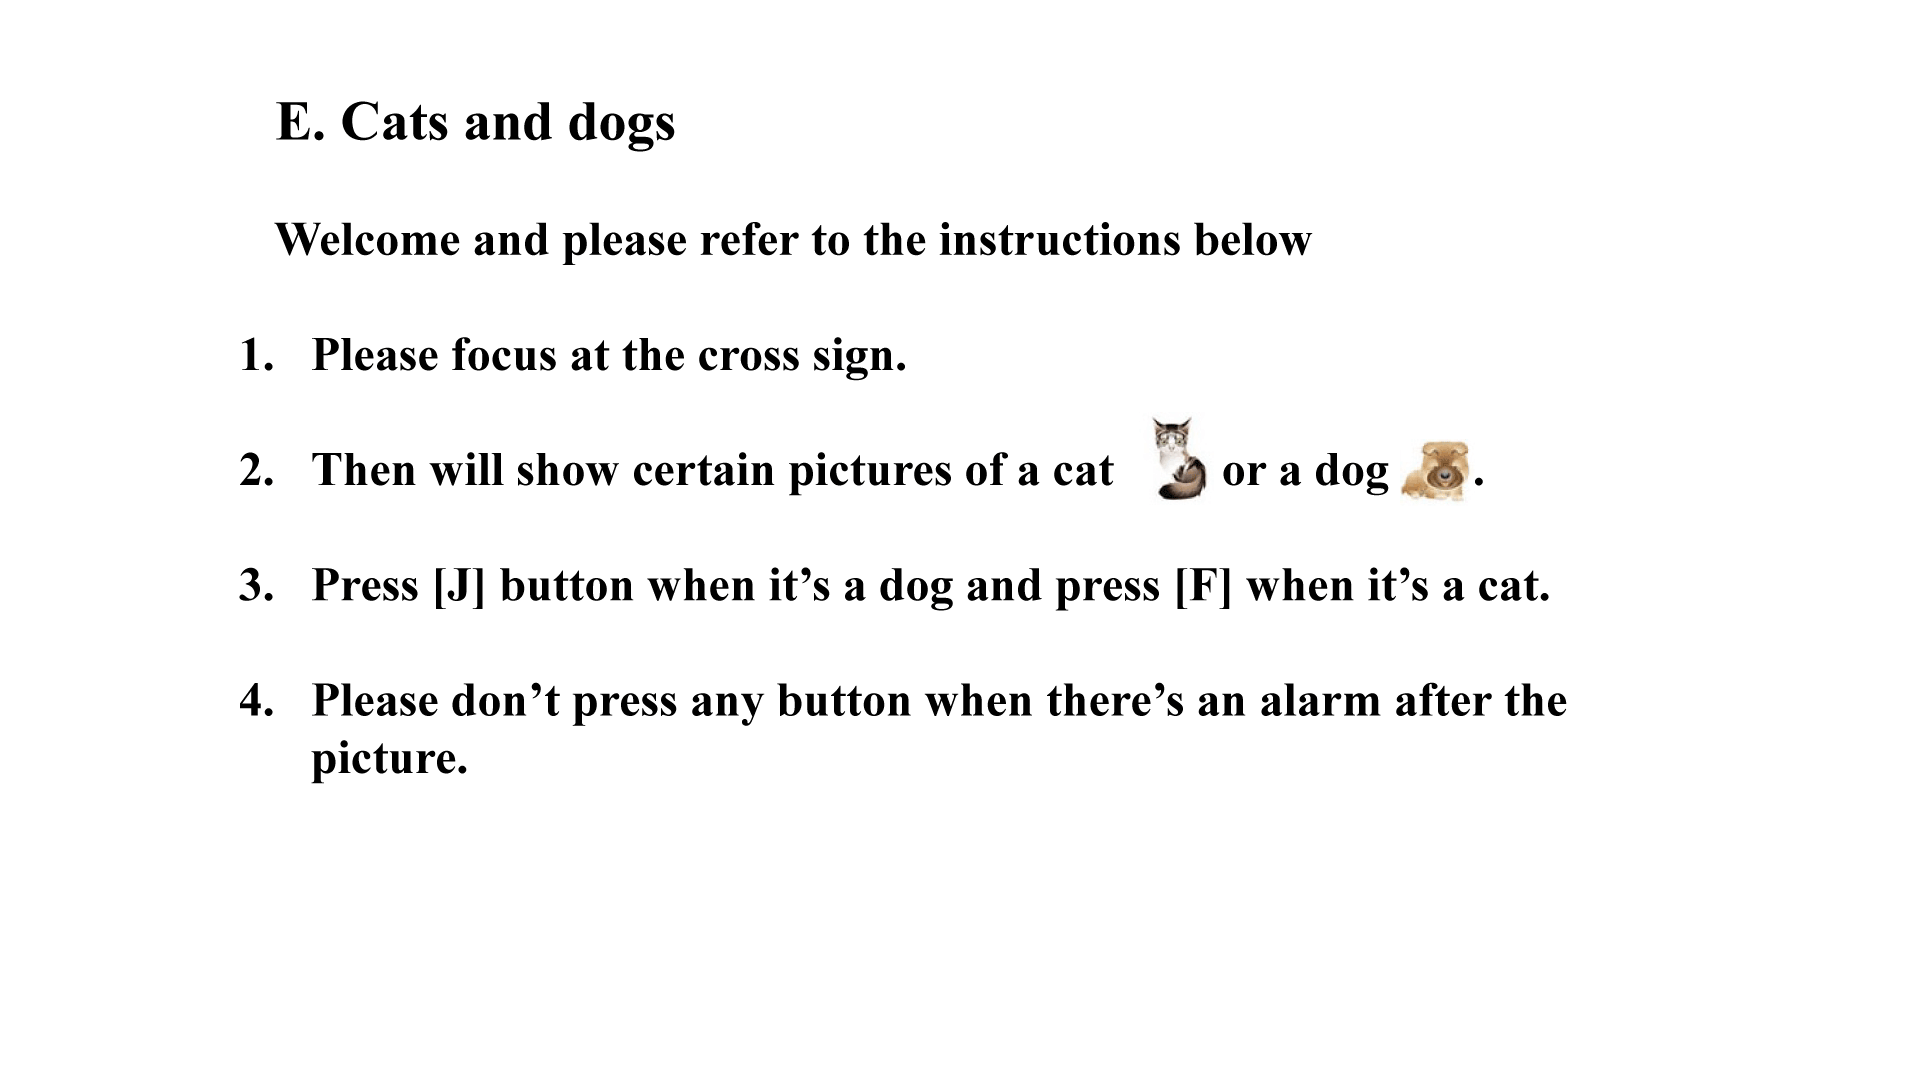 E. Cats and dogs
Welcome and please refer to the instructions below
1. Please focus at the cross sign.
2. Then will show certain pictures of a cat or a dog .
3. Press [J] button when it’s a dog and press [F] when it’s a cat.
4. Please don’t press any button when there’s an alarm after the
picture.